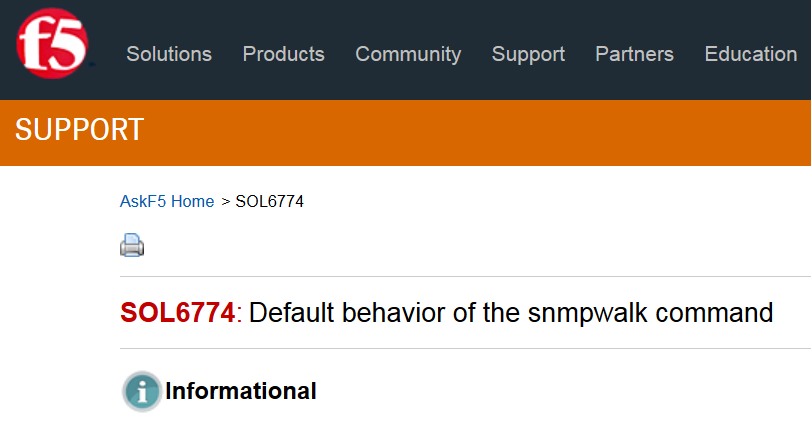 f5
Solutions Products Community Support Partners Education
SUPPORT
AskF5 Home > SOL6774
SOL6774: Default behavior of the snmpwalk command
i Informational